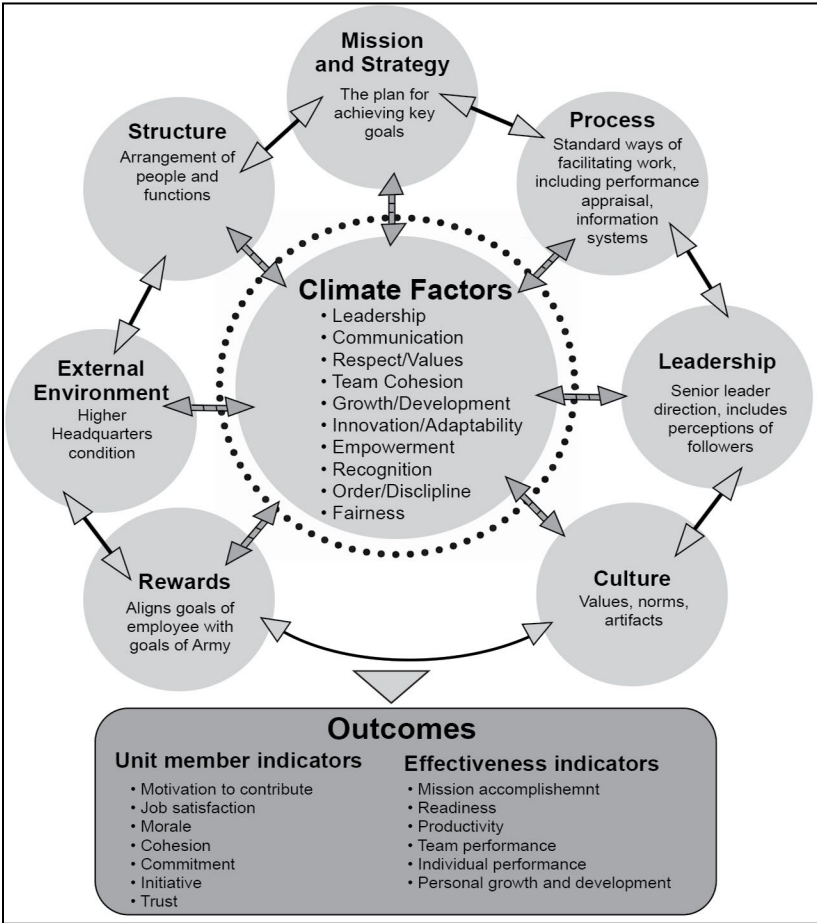 Mission
and Strategy
The plan for
achieving key
goals
Structure
Arrangement of
people and
functions
Process
Standard ways of
facilitating work,
including performance
appraisal,
information
systems
Climate Factors
• Leadership
• Communication
• Respect/Values
• Team Cohesion
• Growth/Development
• Innovation/Adaptability
• Empowerment
• Recognition
• Order/Discipline
• Fairness
External
Environment
Higher
Headquarters
condition
Leadership
Senior leader
direction, includes
perceptions of
followers
Rewards
Aligns goals of
employee with
goals of Army
Culture
Values, norms,
artifacts
Outcomes
Unit member indicators
• Motivation to contribute
• Job satisfaction
• Morale
• Cohesion
• Commitment
• Initiative
• Trust
Effectiveness indicators
• Mission accomplishemnt
• Readiness
• Productivity
• Team performance
• Individual performance
• Personal growth and development